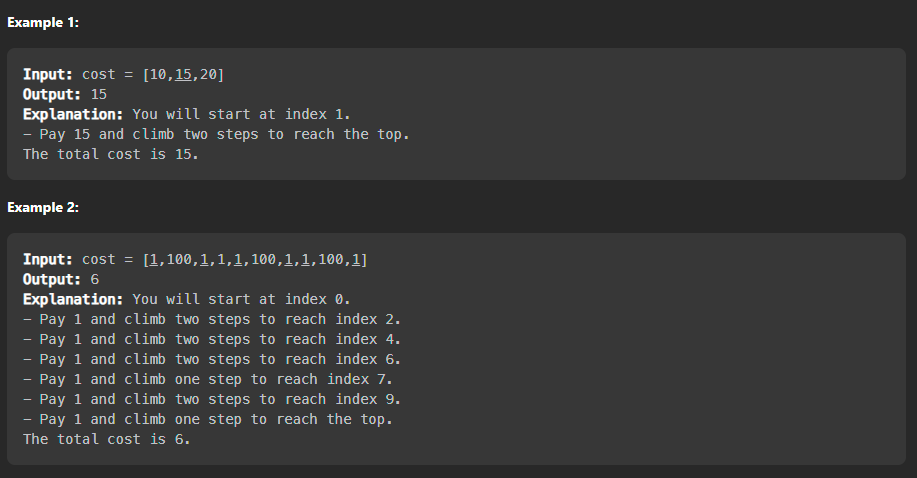 Example 1:
Input: cost = [10,15,20]
Output: 15
Explanation: You will start at index 1.
- Pay 15 and climb two steps to reach the top.
The total cost is 15.
Example 2:
Input: cost = [1,100,1,1,1,100,1,1,100,1]
Output: 6
Explanation: You will start at index 0.
- Pay 1 and climb two steps to reach index 2.
- Pay 1 and climb two steps to reach index 4.
- Pay 1 and climb two steps to reach index 6.
- Pay 1 and climb one step to reach index 7.
- Pay 1 and climb two steps to reach index 9.
- Pay 1 and climb one step to reach the top.
The total cost is 6.